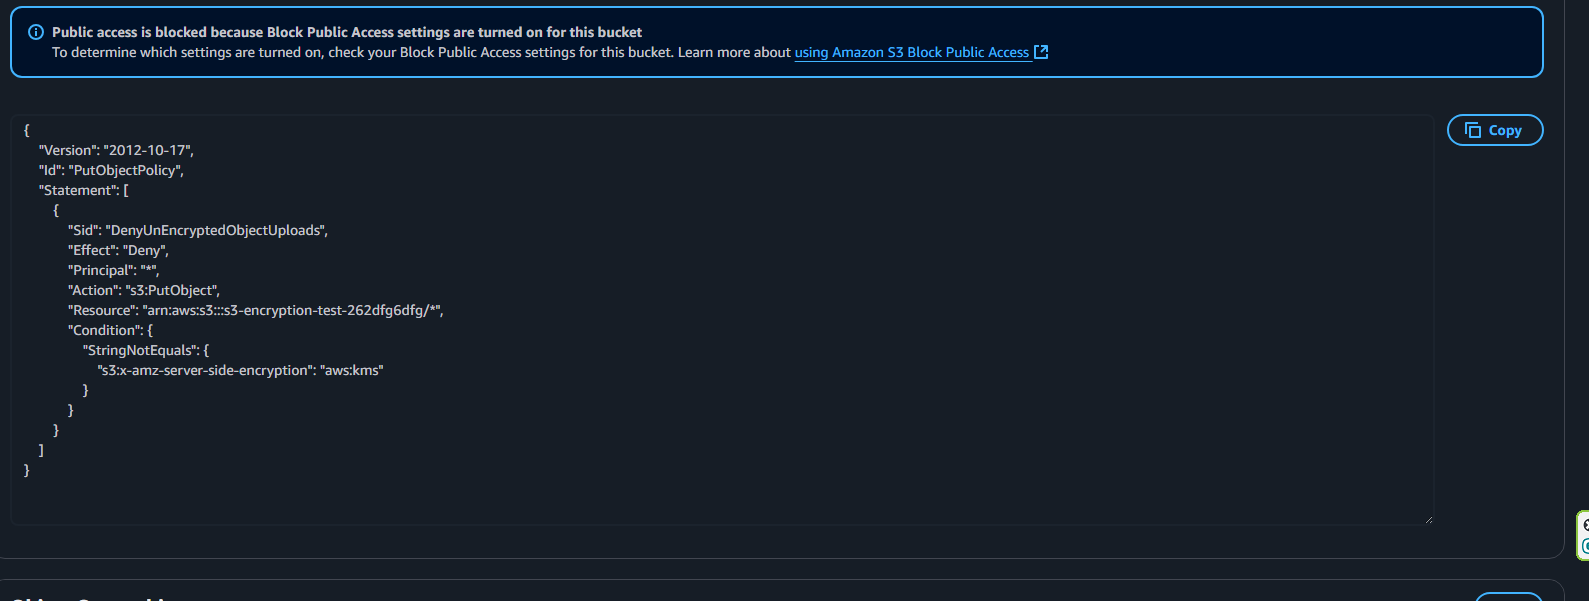 Public access is blocked because Block Public Access settings are turned on for this bucket
To determine which settings are turned on, check your Block Public Access settings for this bucket. Learn more about using Amazon S3 Block Public Access
Copy
{
"Version": "2012-10-17",
"Id": "PutObjectPolicy",
"Statement": [
{
"Sid": "DenyUnEncryptedObjectUploads",
"Effect": "Deny",
"Principal": "*",
"Action": "s3:PutObject",
"Resource": "arn:aws:s3:::s3-encryption-test-262dfg6dfg/*",
"Condition": {
"StringNotEquals": {
"s3:x-amz-server-side-encryption": "aws:kms"
}
}
}
]
}